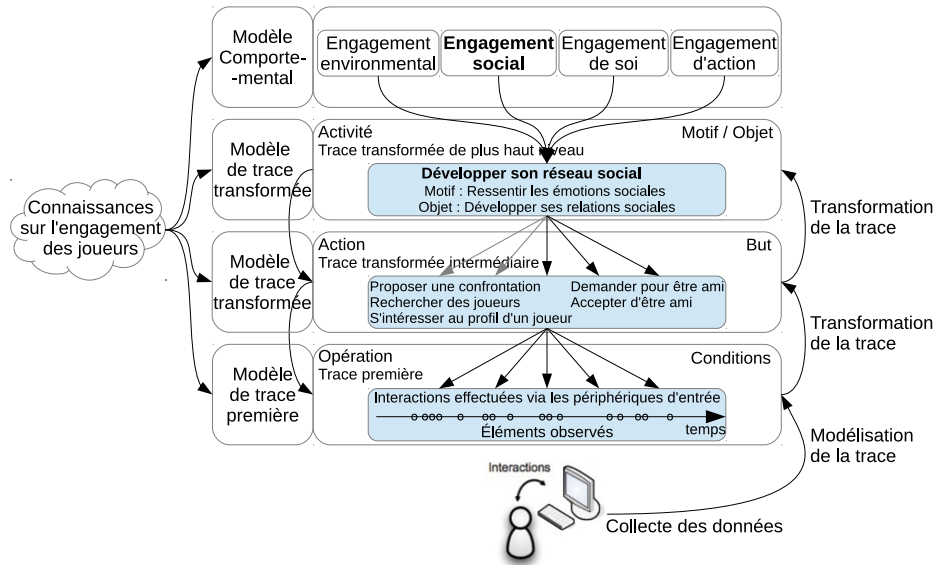 Modèle
Comporte-
-mental
Engagement
environmental
Engagement
social
Engagement
de soi
Engagement
d'action
Connaissances
sur l'engagement
des joueurs
Modèle
de trace
transformée
Activité
Motif / Objet
Trace transformée de plus haut niveau
Développer son réseau social
Motif : Ressentir les émotions sociales
Objet : Développer ses relations sociales
Transformation
de la trace
Modèle
de trace
transformée
Action
But
Trace transformée intermédiaire
Proposer une confrontation
Rechercher des joueurs
S'intéresser au profil d'un joueur
Demander pour être ami
Accepter d'être ami
Transformation
de la trace
Modèle
de trace
première
Opération
Conditions
Trace première
Interactions effectuées via les périphériques d'entrée
temps
Éléments observés
Modélisation
de la trace
Interactions
Collecte des données